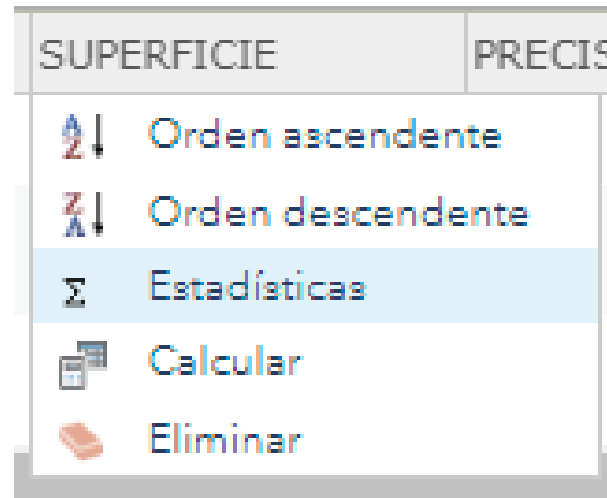 SUPERFICIE PRECIS
Orden ascendente
Orden descendente
Σ Estadísticas
Calcular
Eliminar